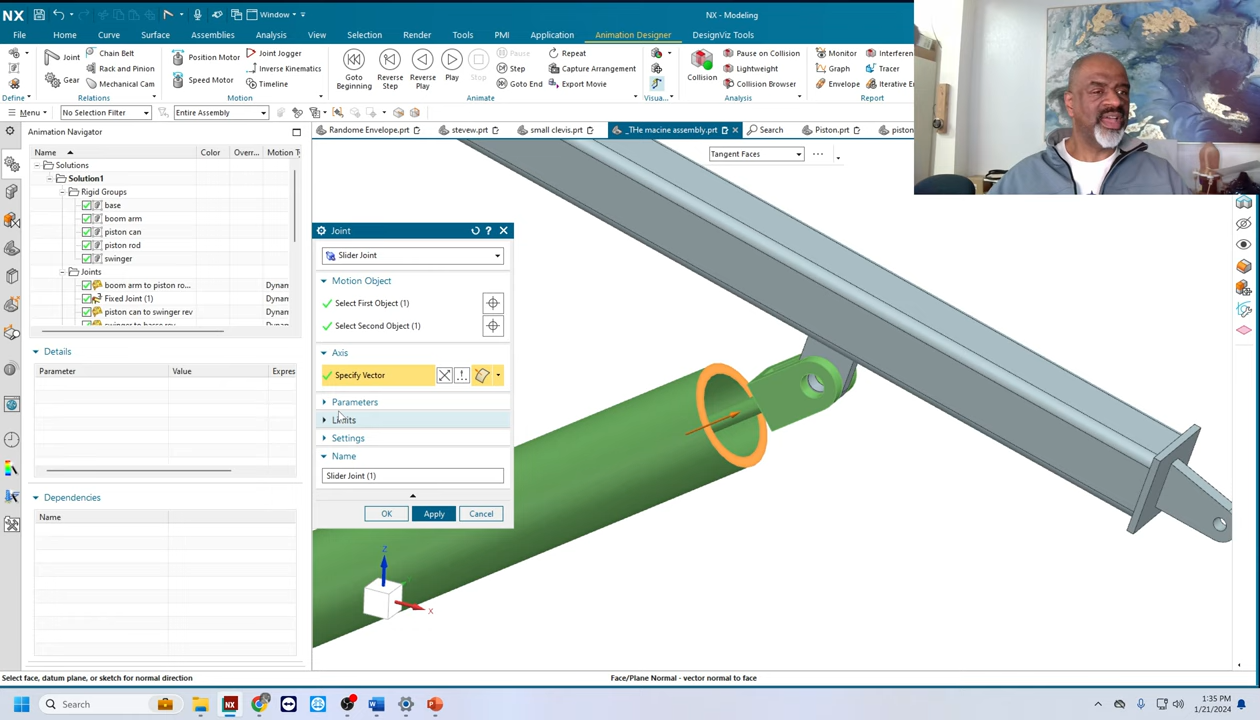 NX
Window
NX - Modeling
File Home Curve Surface Assemblies Analysis View Selection Render Tools PMI Application Animation Designer DesignViz Tools
Joint
Gear
Chain Belt
Rack and Pinion
Mechanical Cam
Position Motor
Speed Motor
Joint Jogger
Inverse Kinematics
Timeline
Goto Beginning
Reverse Step
Reverse Play
Play
Stop
Pause
Step
Goto End
Repeat
Capture Arrangement
Export Movie
Collision
Pause on Collision
Lightweight
Collision Browser
Monitor
Graph
Envelope
Interferen
Tracer
Iterative En
Define
Relations
Motion
Animate
Visua...
Analysis
Report
Menu
No Selection Filter
Entire Assembly
Animation Navigator
Randome Envelope.prt
stevew.prt
small clevis.prt
_THe macine assembly.prt
Search
Piston.prt
piston
Tangent Faces
Name Color Overr... Motion T
Solutions
Solution1
Rigid Groups
base
boom arm
piston can
piston rod
swinger
Joints
boom arm to piston ro... Dynam
Fixed Joint (1) Dynam
piston can to swinger rev Dynam
Details
Parameter Value Expres
Dependencies
Name
Joint
Slider Joint
Motion Object
Select First Object (1)
Select Second Object (1)
Axis
Specify Vector
Parameters
Limits
Settings
Name
Slider Joint (1)
OK Apply Cancel
Z
X
Select face, datum plane, or sketch for normal direction
Face/Plane Normal - vector normal to face
Search
NX
1:35 PM
1/21/2024